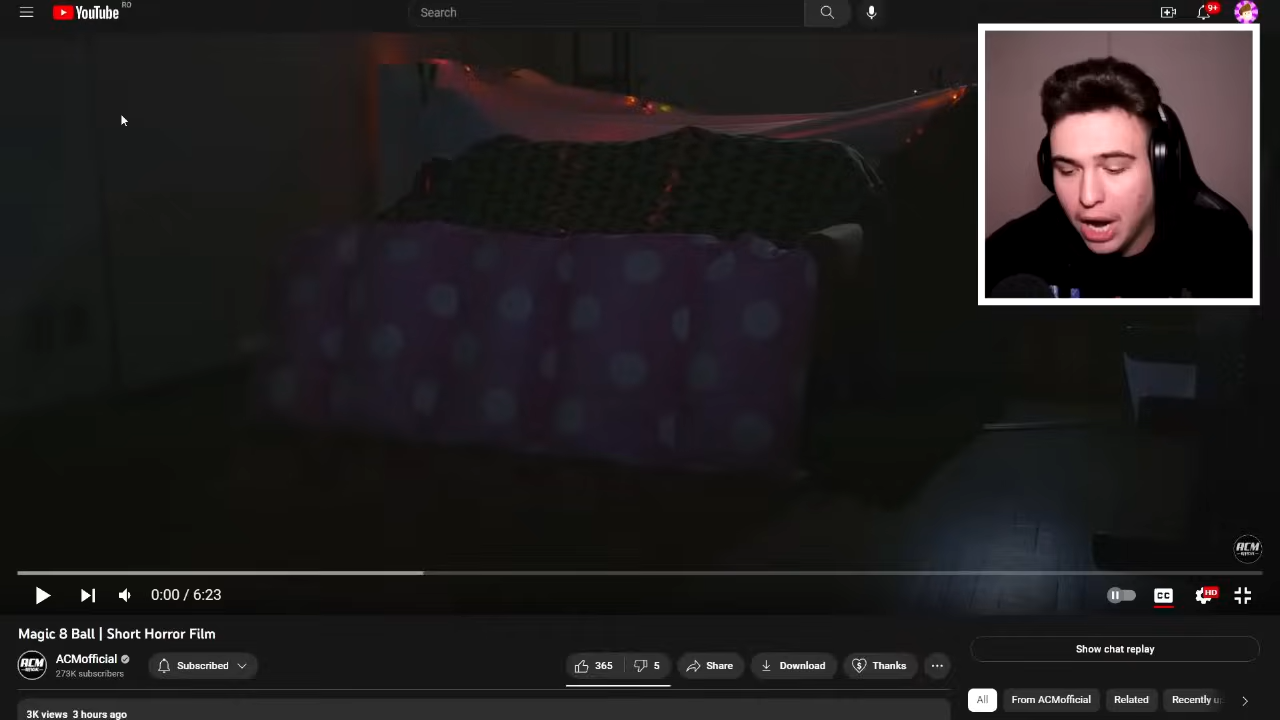 YouTube RO
Search
9+
ACM
0:00 / 6:23
CC
HD
Magic 8 Ball | Short Horror Film
ACM
ACMofficial
273K subscribers
Subscribed
365
5
Share
Download
Thanks
Show chat replay
All
From ACMofficial
Related
Recently u
3K views 3 hours ago